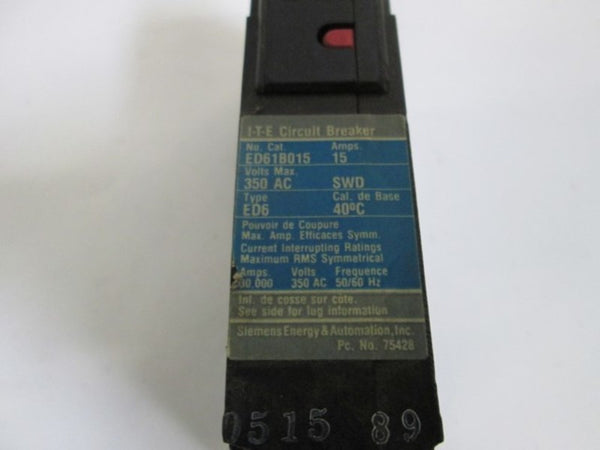 I-T-E Circuit Breaker
No. Cat. Amps.
ED61B015 15
Volts Max.
350 AC SWD
Type Cal. de Base
ED6 40ºC
Pouvoir de Coupure
Max. Amp. Efficaces Symm.
Current Interrupting Ratings
Maximum RMS Symmetrical
Amps. Volts Frequence
350 AC 50/60 Hz
Inf. de cosse sur côte.
See side for lug information
Siemens Energy & Automation, Inc.
Pc. No. 75428
0515 89